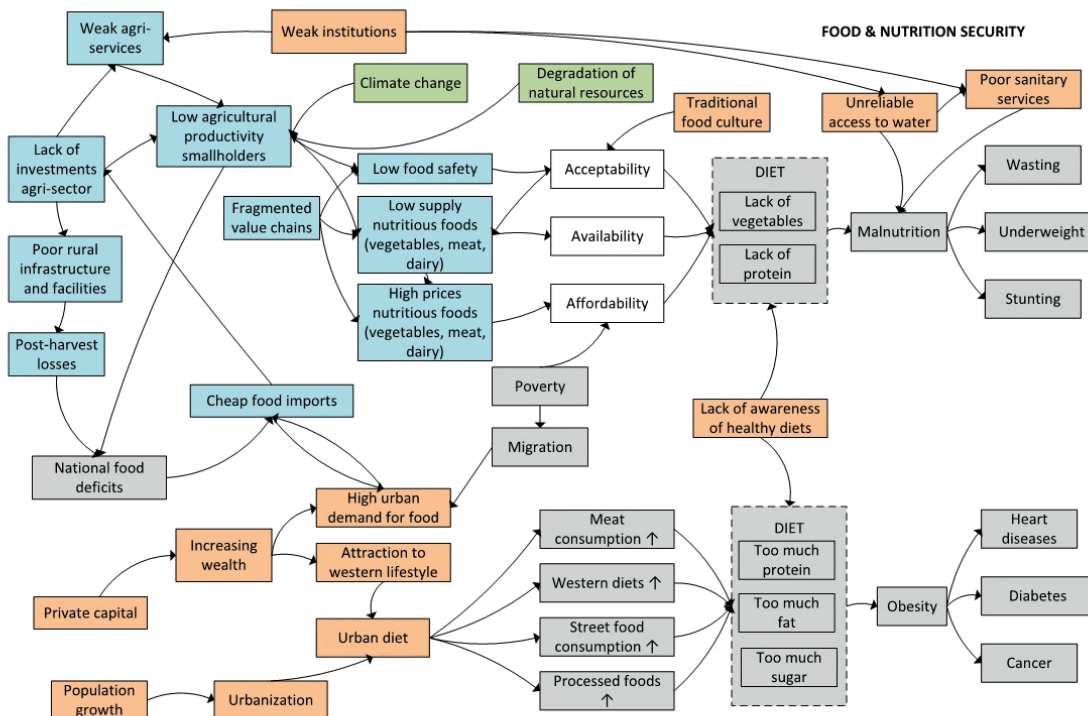 Weak agri-
services
Weak institutions
FOOD & NUTRITION SECURITY
Climate change
Degradation of
natural resources
Poor sanitary
services
Traditional
food culture
Unreliable
access to water
Low agricultural
productivity
smallholders
Lack of
investments
agri-sector
Low food safety
Acceptability
DIET
Lack of
vegetables
Lack of
protein
Wasting
Fragmented
value chains
Low supply
nutritious foods
(vegetables, meat,
dairy)
Availability
Malnutrition
Underweight
Poor rural
infrastructure
and facilities
High prices
nutritious foods
(vegetables, meat,
dairy)
Affordability
Stunting
Post-harvest
losses
Poverty
Cheap food imports
Lack of awareness
of healthy diets
Migration
National food
deficits
High urban
demand for food
Increasing
wealth
Attraction to
western lifestyle
Private capital
Urban diet
Population
growth
Urbanization
Meat
consumption ↑
Western diets ↑
Street food
consumption ↑
Processed foods
↑
DIET
Too much
protein
Too much
fat
Too much
sugar
Obesity
Heart
diseases
Diabetes
Cancer